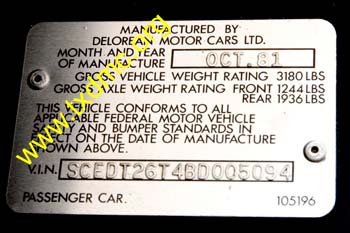 MANUFACTURED BY
DELOREAN MOTOR CARS LTD.
MONTH AND YEAR
OF MANUFACTURE OCT.81
GROSS VEHICLE WEIGHT RATING 3180 LBS
GROSS AXLE WEIGHT RATING FRONT 1244 LBS
REAR 1936 LBS
THIS VEHICLE CONFORMS TO ALL
APPLICABLE FEDERAL MOTOR VEHICLE
SAFETY AND BUMPER STANDARDS IN
EFFECT ON THE DATE OF MANUFACTURE
SHOWN ABOVE.
V.I.N. SCEDT26T4BD005094
PASSENGER CAR. 105196